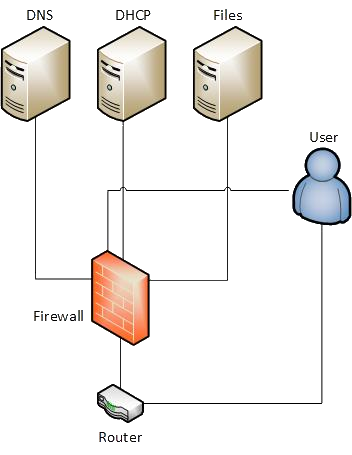 DNS
DHCP
Files
User
Firewall
Router